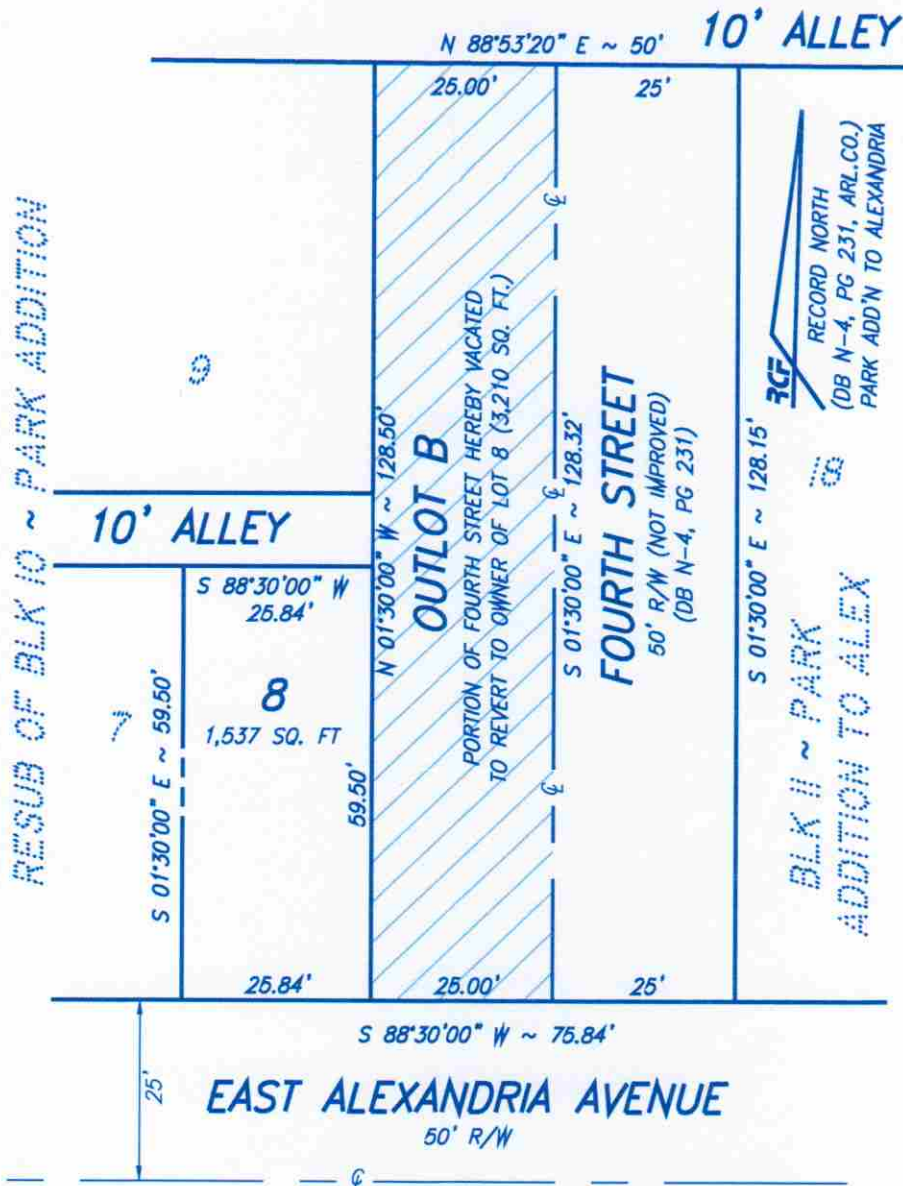 10' ALLEY
N 88°53'20" E ~ 50'
25.00'
25'
RESUB OF BLK 10 ~ PARK ADDITION
9
10' ALLEY
S 88°30'00" W
25.84'
8
1,537 SQ. FT
7
S 01°30'00" E ~ 59.50'
59.50'
N 01°30'00" W ~ 128.50'
OUTLOT B
PORTION OF FOURTH STREET HEREBY VACATED
TO REVERT TO OWNER OF LOT 8 (3,210 SQ. FT.)
℄
℄
℄
S 01°30'00" E ~ 128.32'
FOURTH STREET
50' R/W (NOT IMPROVED)
(DB N-4, PG 231)
S 01°30'00" E ~ 128.15'
RCF
RECORD NORTH
(DB N-4, PG 231, ARL.CO.)
PARK ADD'N TO ALEXANDRIA
18
BLK 11 ~ PARK
ADDITION TO ALEX
25.84'
25.00'
25'
S 88°30'00" W ~ 75.84'
25'
EAST ALEXANDRIA AVENUE
50' R/W
℄